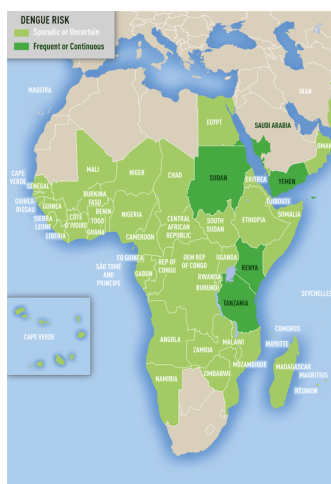 DENGUE RISK
Sporadic or Uncertain
Frequent or Continuous
MADEIRA
IRAN
EGYPT
SAUDI ARABIA
OMAN
CAPE
VERDE
MALI
NIGER
CHAD
SUDAN
ERITREA
YEMEN
SENEGAL
GUINEA
BISSAU
GUINEA
BURKINA
FASO
BENIN
TOGO
NIGERIA
DJIBOUTI
SOMALIA
SIERRA
LEONE
CÔTE
D'IVOIRE
GHANA
LIBERIA
CAMEROON
CENTRAL
AFRICAN
REPUBLIC
SOUTH
SUDAN
ETHIOPIA
EQ GUINEA
SÃO TOMÉ
AND
PRINCIPE
GABON
REP OF
CONGO
DEM REP
OF CONGO
UGANDA
KENYA
RWANDA
BURUNDI
TANZANIA
SEYCHELLES
CAPE VERDE
ANGOLA
ZAMBIA
MALAWI
COMOROS
MAYOTTE
MOZAMBIQUE
ZIMBABWE
NAMIBIA
MADAGASCAR
MAURITIUS
RÉUNION